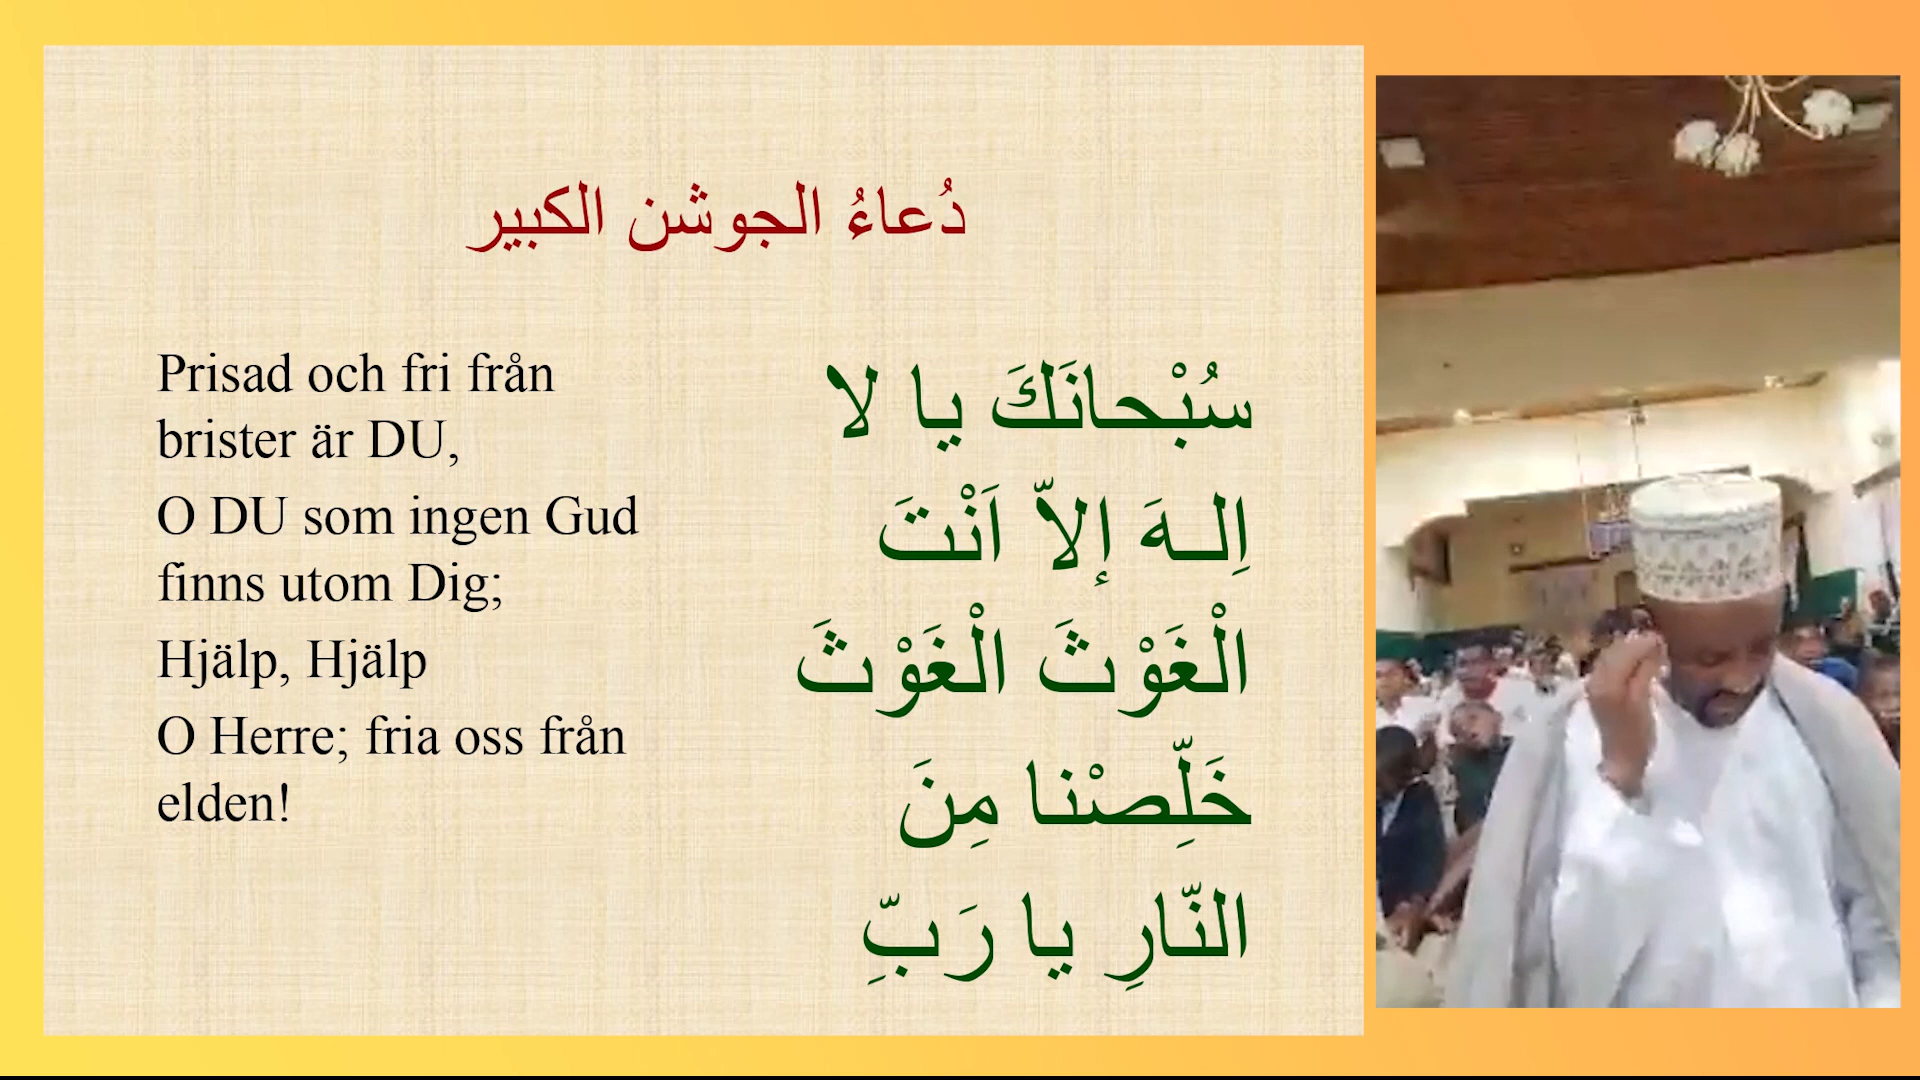 دُعاءُ الجوشن الكبير
Prisad och fri från
brister är DU,
O DU som ingen Gud
finns utom Dig;
Hjälp, Hjälp
O Herre; fria oss från
elden!
سُبْحانَكَ يا لا
اِلـهَ إلاّ اَنْتَ
الْغَوْثَ الْغَوْثَ
خَلِّصْنا مِنَ
النّارِ يا رَبِّ